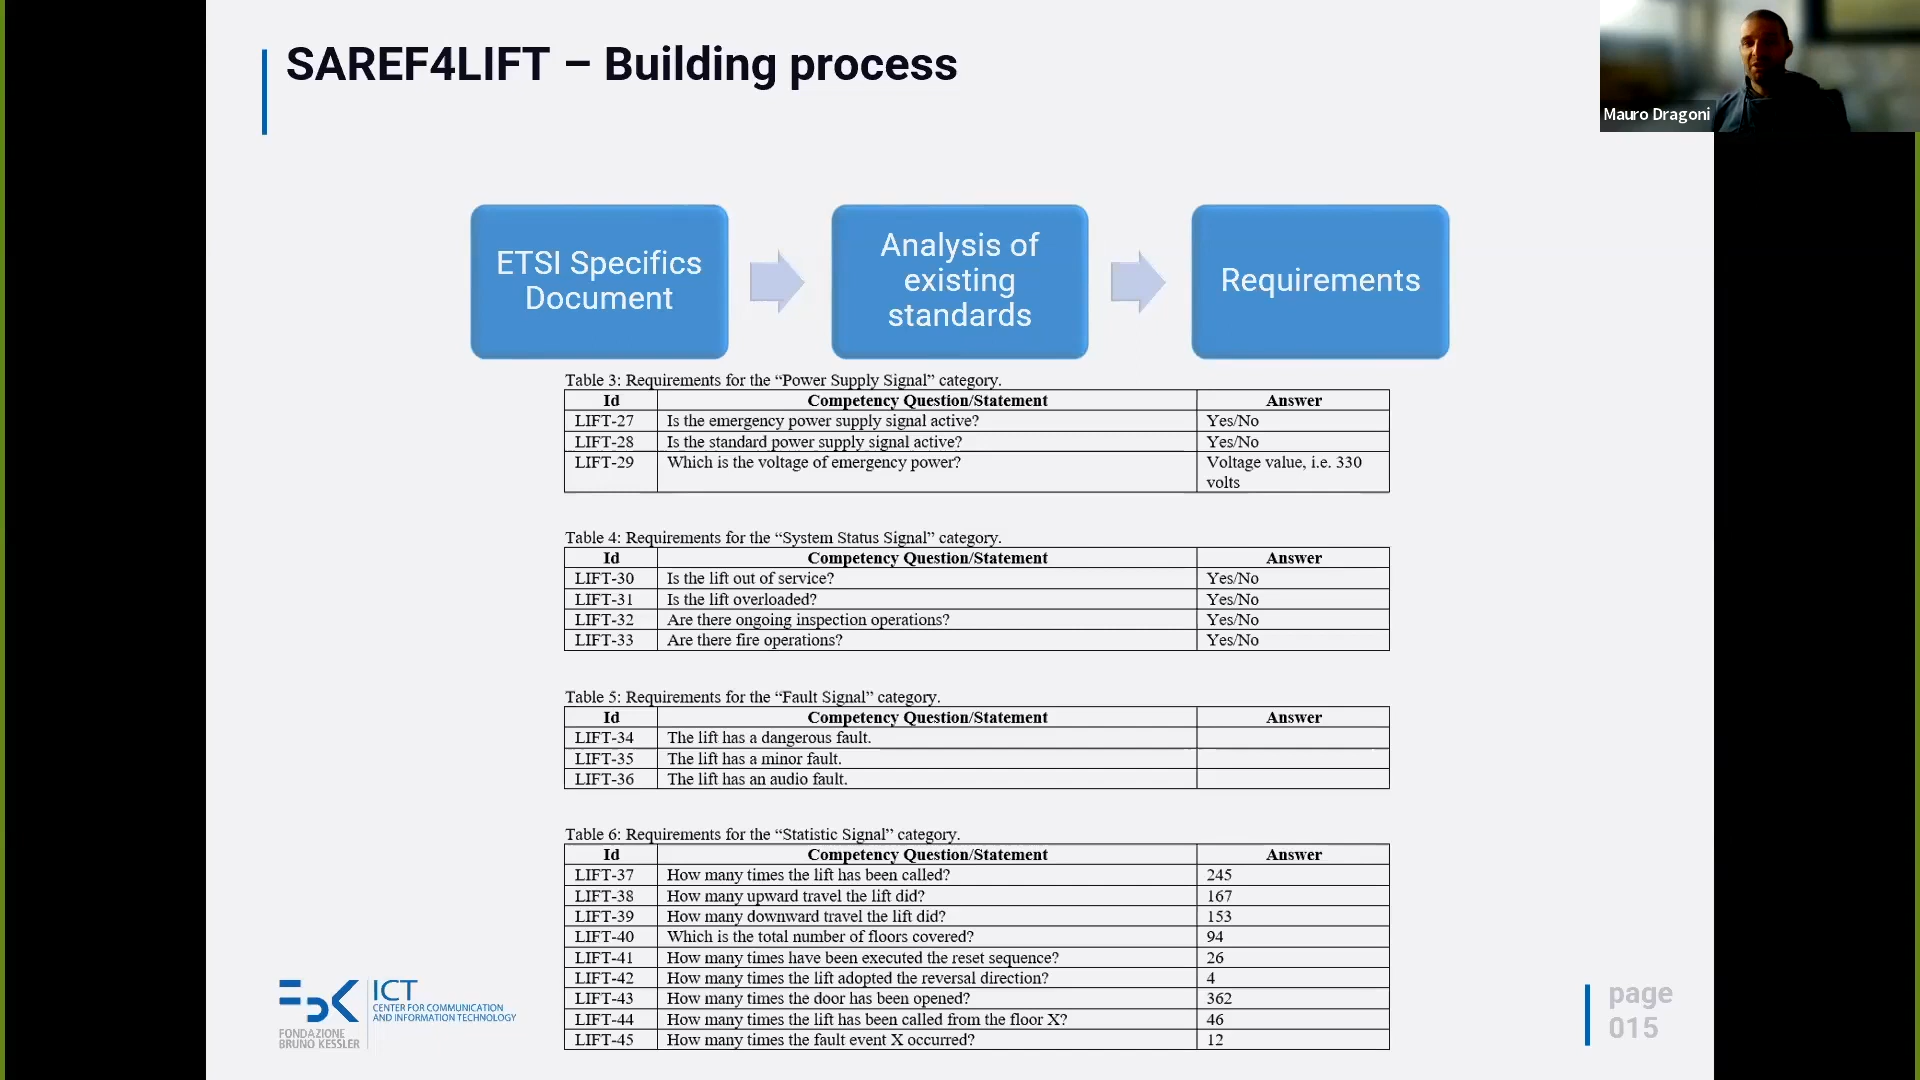 SAREF4LIFT – Building process
Mauro Dragoni
ETSI Specifics
Document
Analysis of
existing
standards
Requirements
Table 3: Requirements for the “Power Supply Signal” category.
Id Competency Question/Statement Answer
LIFT-27 Is the emergency power supply signal active? Yes/No
LIFT-28 Is the standard power supply signal active? Yes/No
LIFT-29 Which is the voltage of emergency power? Voltage value, i.e. 330
volts
Table 4: Requirements for the “System Status Signal” category.
Id Competency Question/Statement Answer
LIFT-30 Is the lift out of service? Yes/No
LIFT-31 Is the lift overloaded? Yes/No
LIFT-32 Are there ongoing inspection operations? Yes/No
LIFT-33 Are there fire operations? Yes/No
Table 5: Requirements for the “Fault Signal” category.
Id Competency Question/Statement Answer
LIFT-34 The lift has a dangerous fault.
LIFT-35 The lift has a minor fault.
LIFT-36 The lift has an audio fault.
Table 6: Requirements for the “Statistic Signal” category.
Id Competency Question/Statement Answer
LIFT-37 How many times the lift has been called? 245
LIFT-38 How many upward travel the lift did? 167
LIFT-39 How many downward travel the lift did? 153
LIFT-40 Which is the total number of floors covered? 94
LIFT-41 How many times have been executed the reset sequence? 26
LIFT-42 How many times the lift adopted the reversal direction? 4
LIFT-43 How many times the door has been opened? 362
LIFT-44 How many times the lift has been called from the floor X? 46
LIFT-45 How many times the fault event X occurred? 12
FBK
FONDAZIONE
BRUNO KESSLER
ICT
CENTER FOR COMMUNICATION
AND INFORMATION TECHNOLOGY
page
015